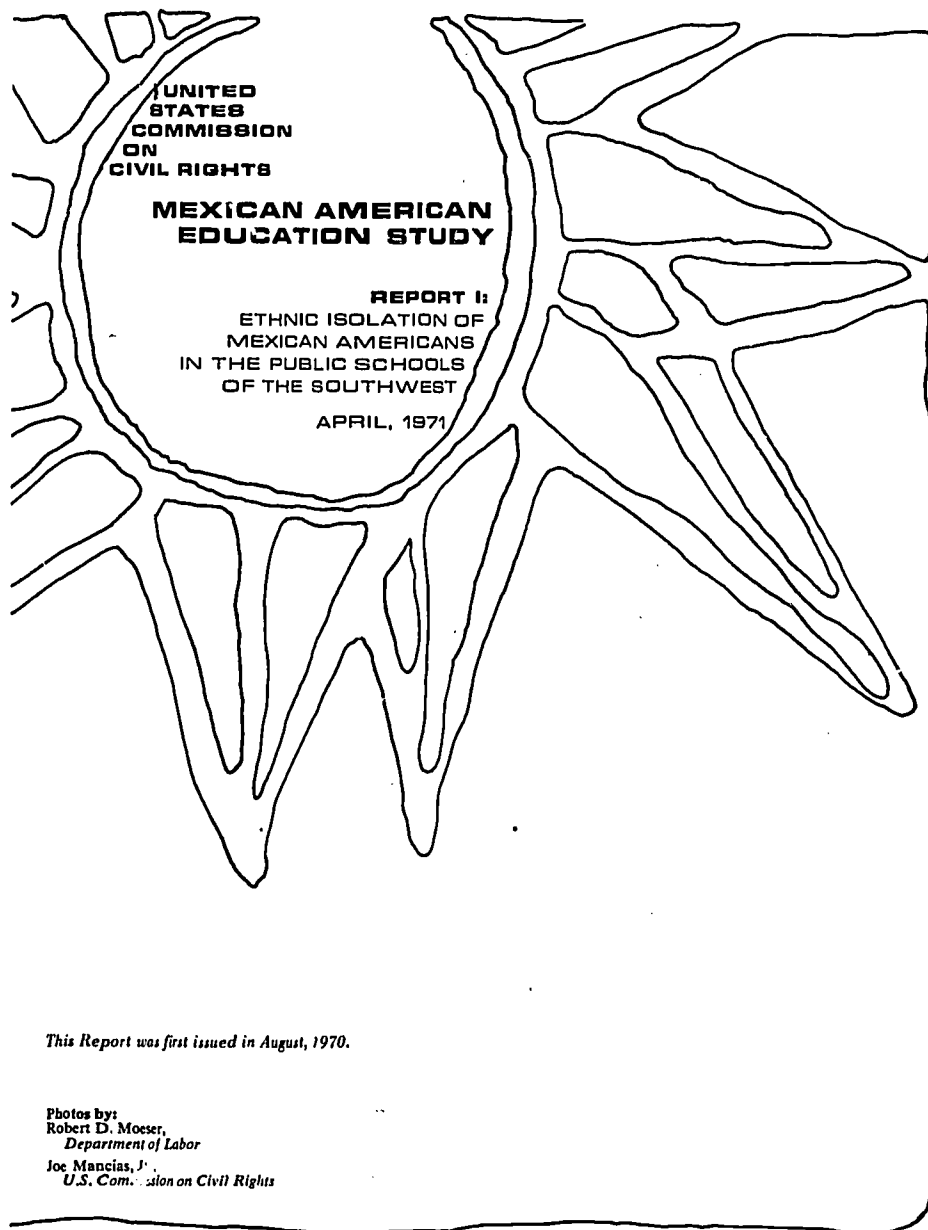 UNITED
STATES
COMMISSION
ON
CIVIL RIGHTS
MEXICAN AMERICAN
EDUCATION STUDY
REPORT I:
ETHNIC ISOLATION OF
MEXICAN AMERICANS
IN THE PUBLIC SCHOOLS
OF THE SOUTHWEST
APRIL, 1971
This Report was first issued in August, 1970.
Photos by:
Robert D. Moeser,
Department of Labor
Joe Mancias,
U.S. on Civil Rights